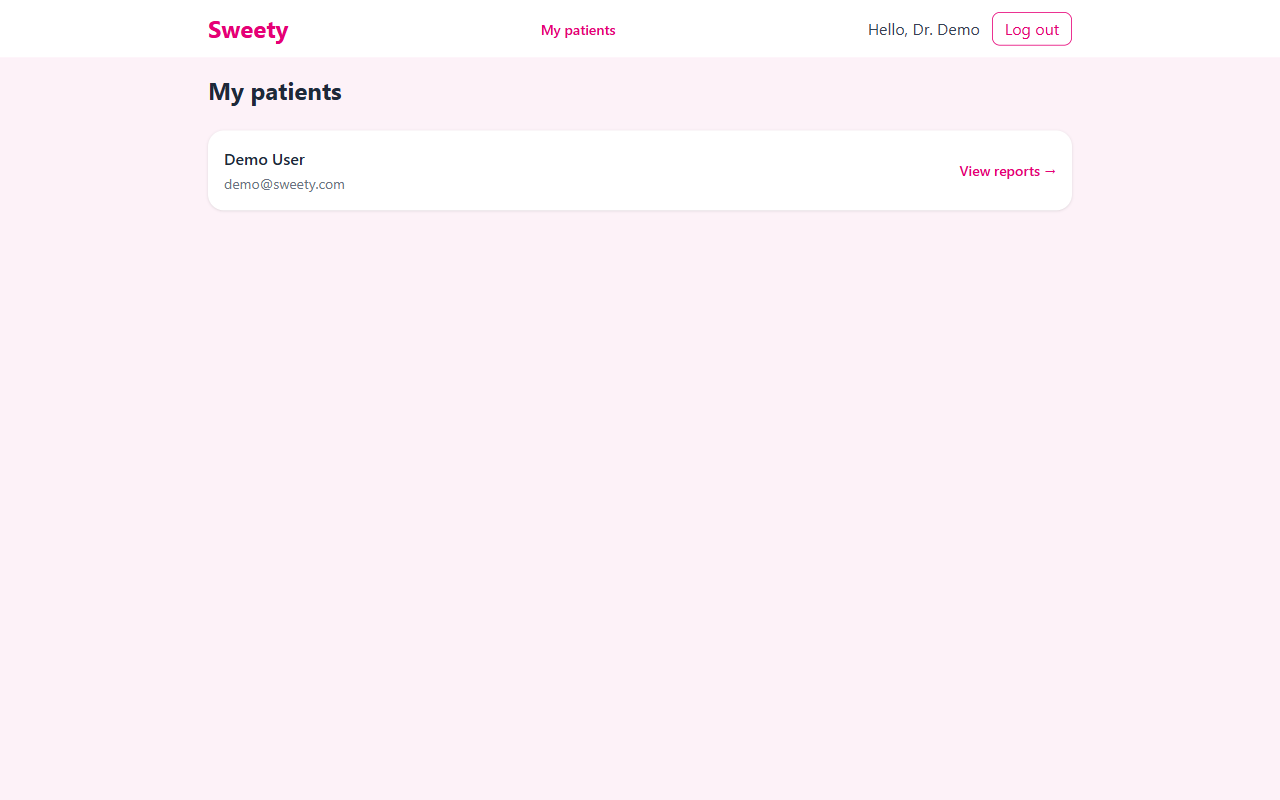 Sweety
My patients
Hello, Dr. Demo
Log out
My patients
Demo User
demo@sweety.com
View reports →